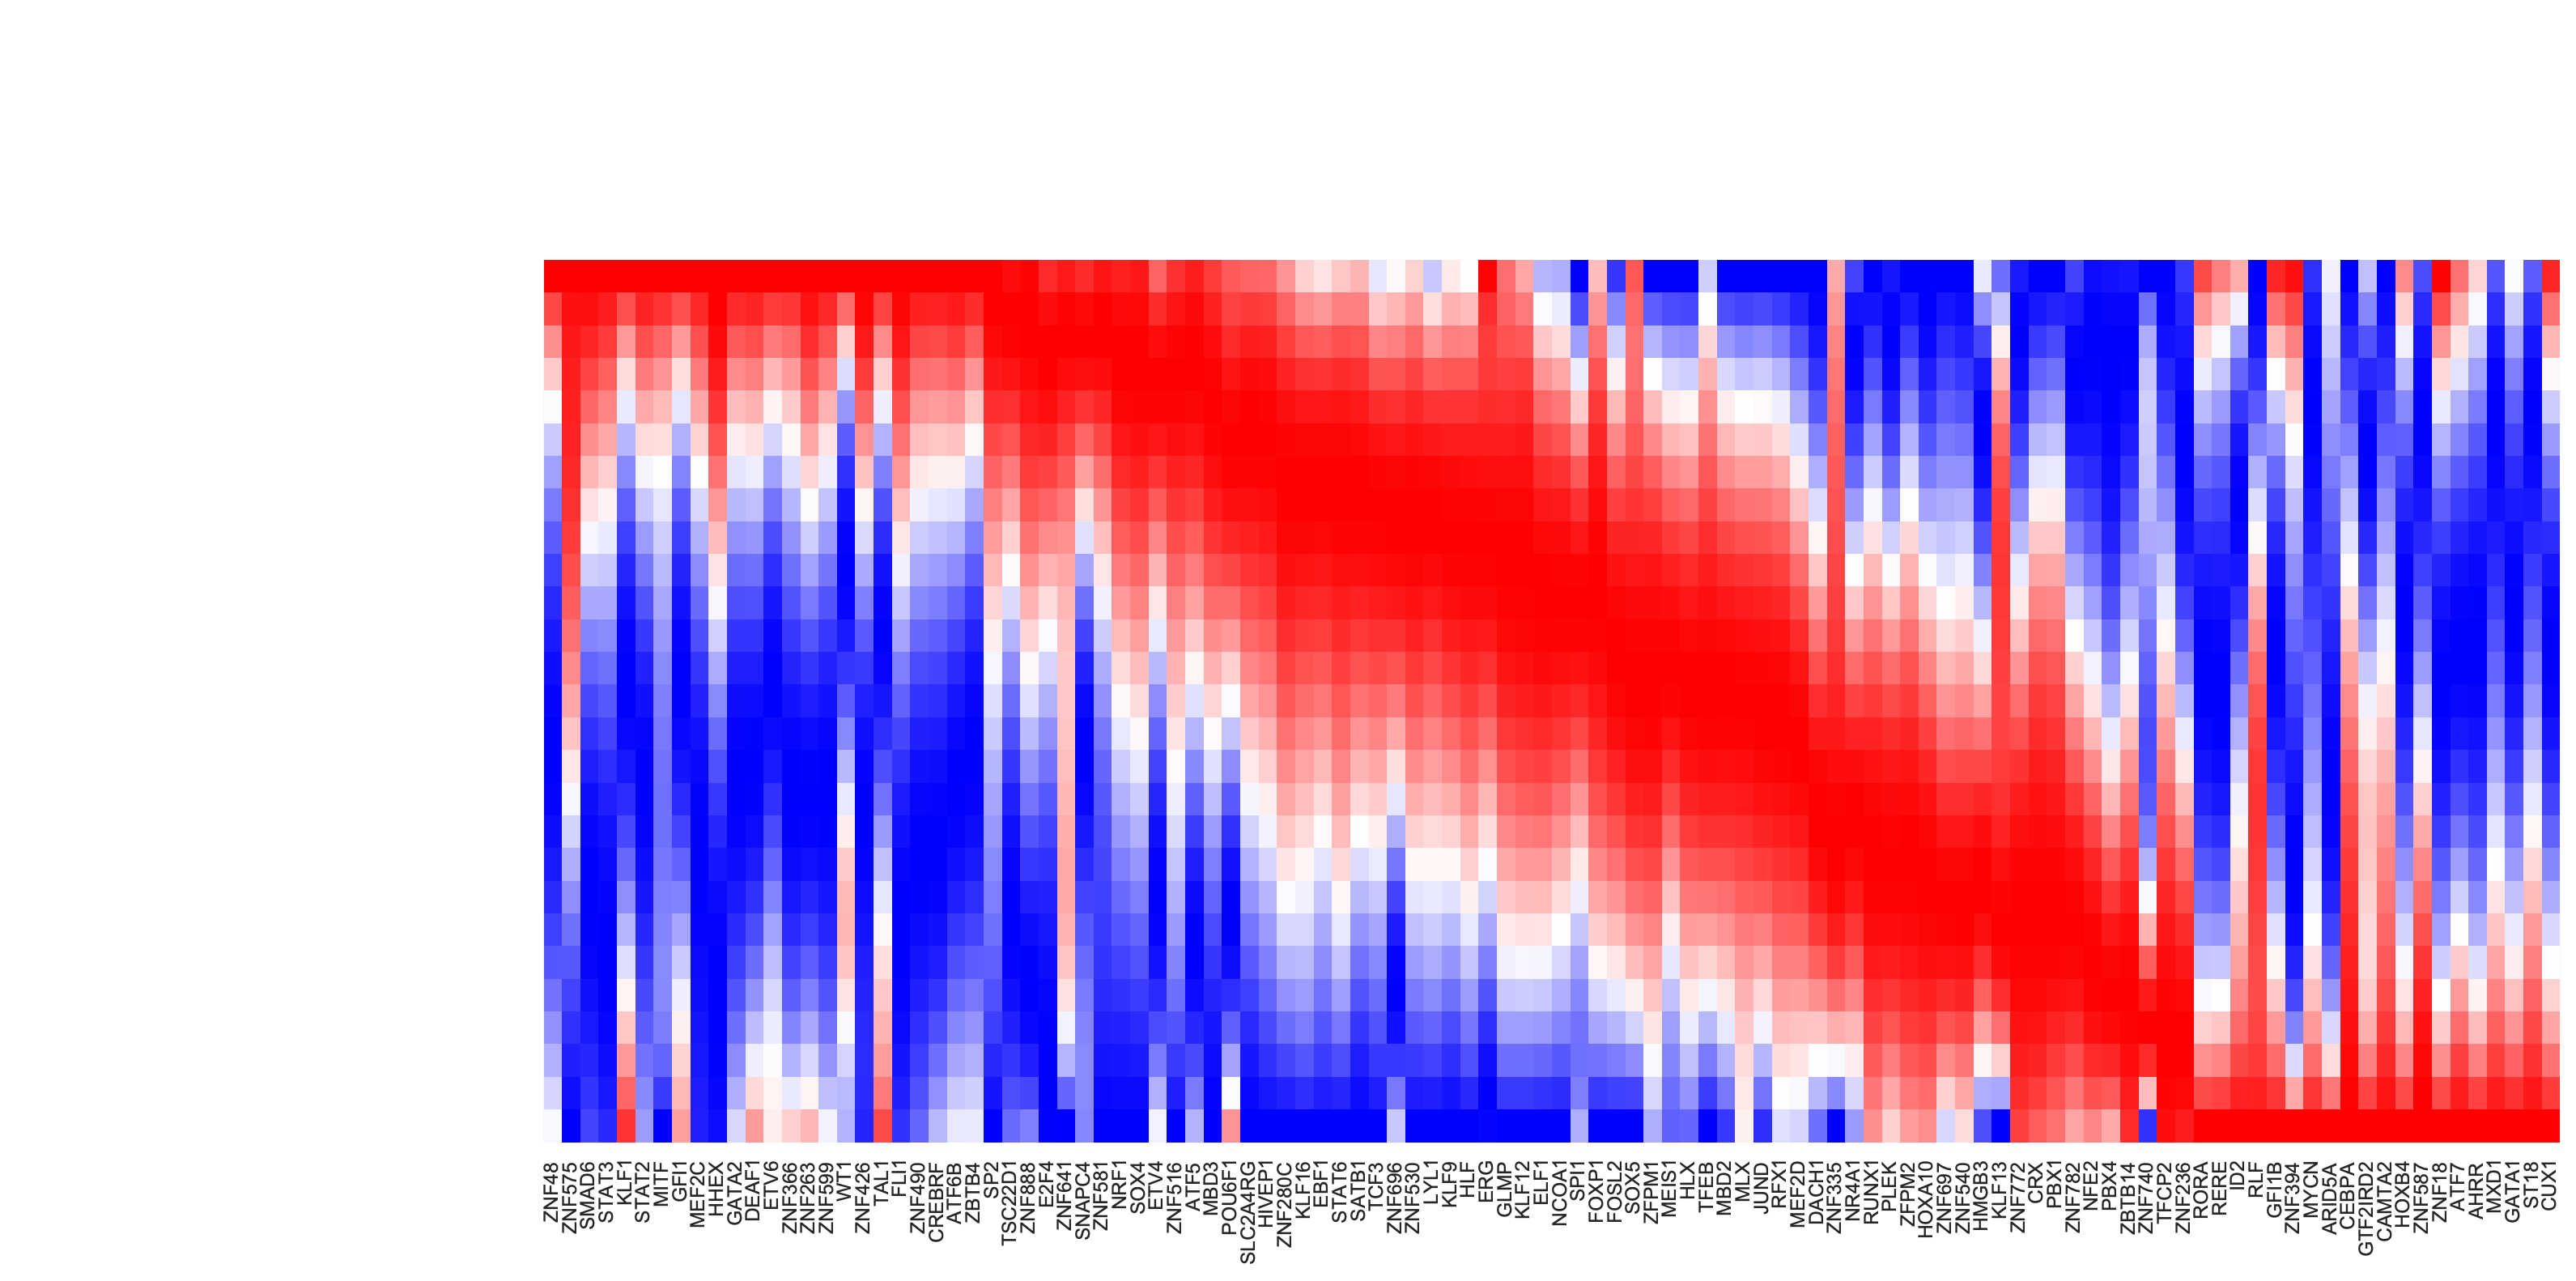 ZNF48
ZNF575
SMAD6
STAT3
KLF1
STAT2
MITF
GFI1
MEF2C
HHEX
GATA2
DEAF1
ETV6
ZNF366
ZNF263
ZNF599
WT1
ZNF426
TAL1
FLI1
ZNF490
CREBRF
ATF6B
ZBTB4
SP2
TSC22D1
ZNF888
E2F4
ZNF641
SNAPC4
ZNF581
NRF1
SOX4
ETV4
ZNF516
ATF5
MBD3
POU6F1
SLC2A4RG
HIVEP1
ZNF280C
KLF16
EBF1
STAT6
SATB1
TCF3
ZNF696
ZNF530
LYL1
KLF9
HLF
ERG
GLMP
KLF12
ELF1
NCOA1
SPI1
FOXP1
FOSL2
SOX5
ZFPM1
MEIS1
HLX
TFEB
MBD2
MLX
JUND
RFX1
MEF2D
DACH1
ZNF335
NR4A1
RUNX1
PLEK
ZFPM2
HOXA10
ZNF697
ZNF540
HMGB3
KLF13
ZNF772
CRX
PBX1
ZNF782
NFE2
PBX4
ZBTB14
ZNF740
TFCP2
ZNF236
RORA
RERE
ID2
RLF
GFI1B
ZNF394
MYCN
ARID5A
CEBPA
GTF2IRD2
CAMTA2
HOXB4
ZNF587
ZNF18
ATF7
AHRR
MXD1
GATA1
ST18
CUX1